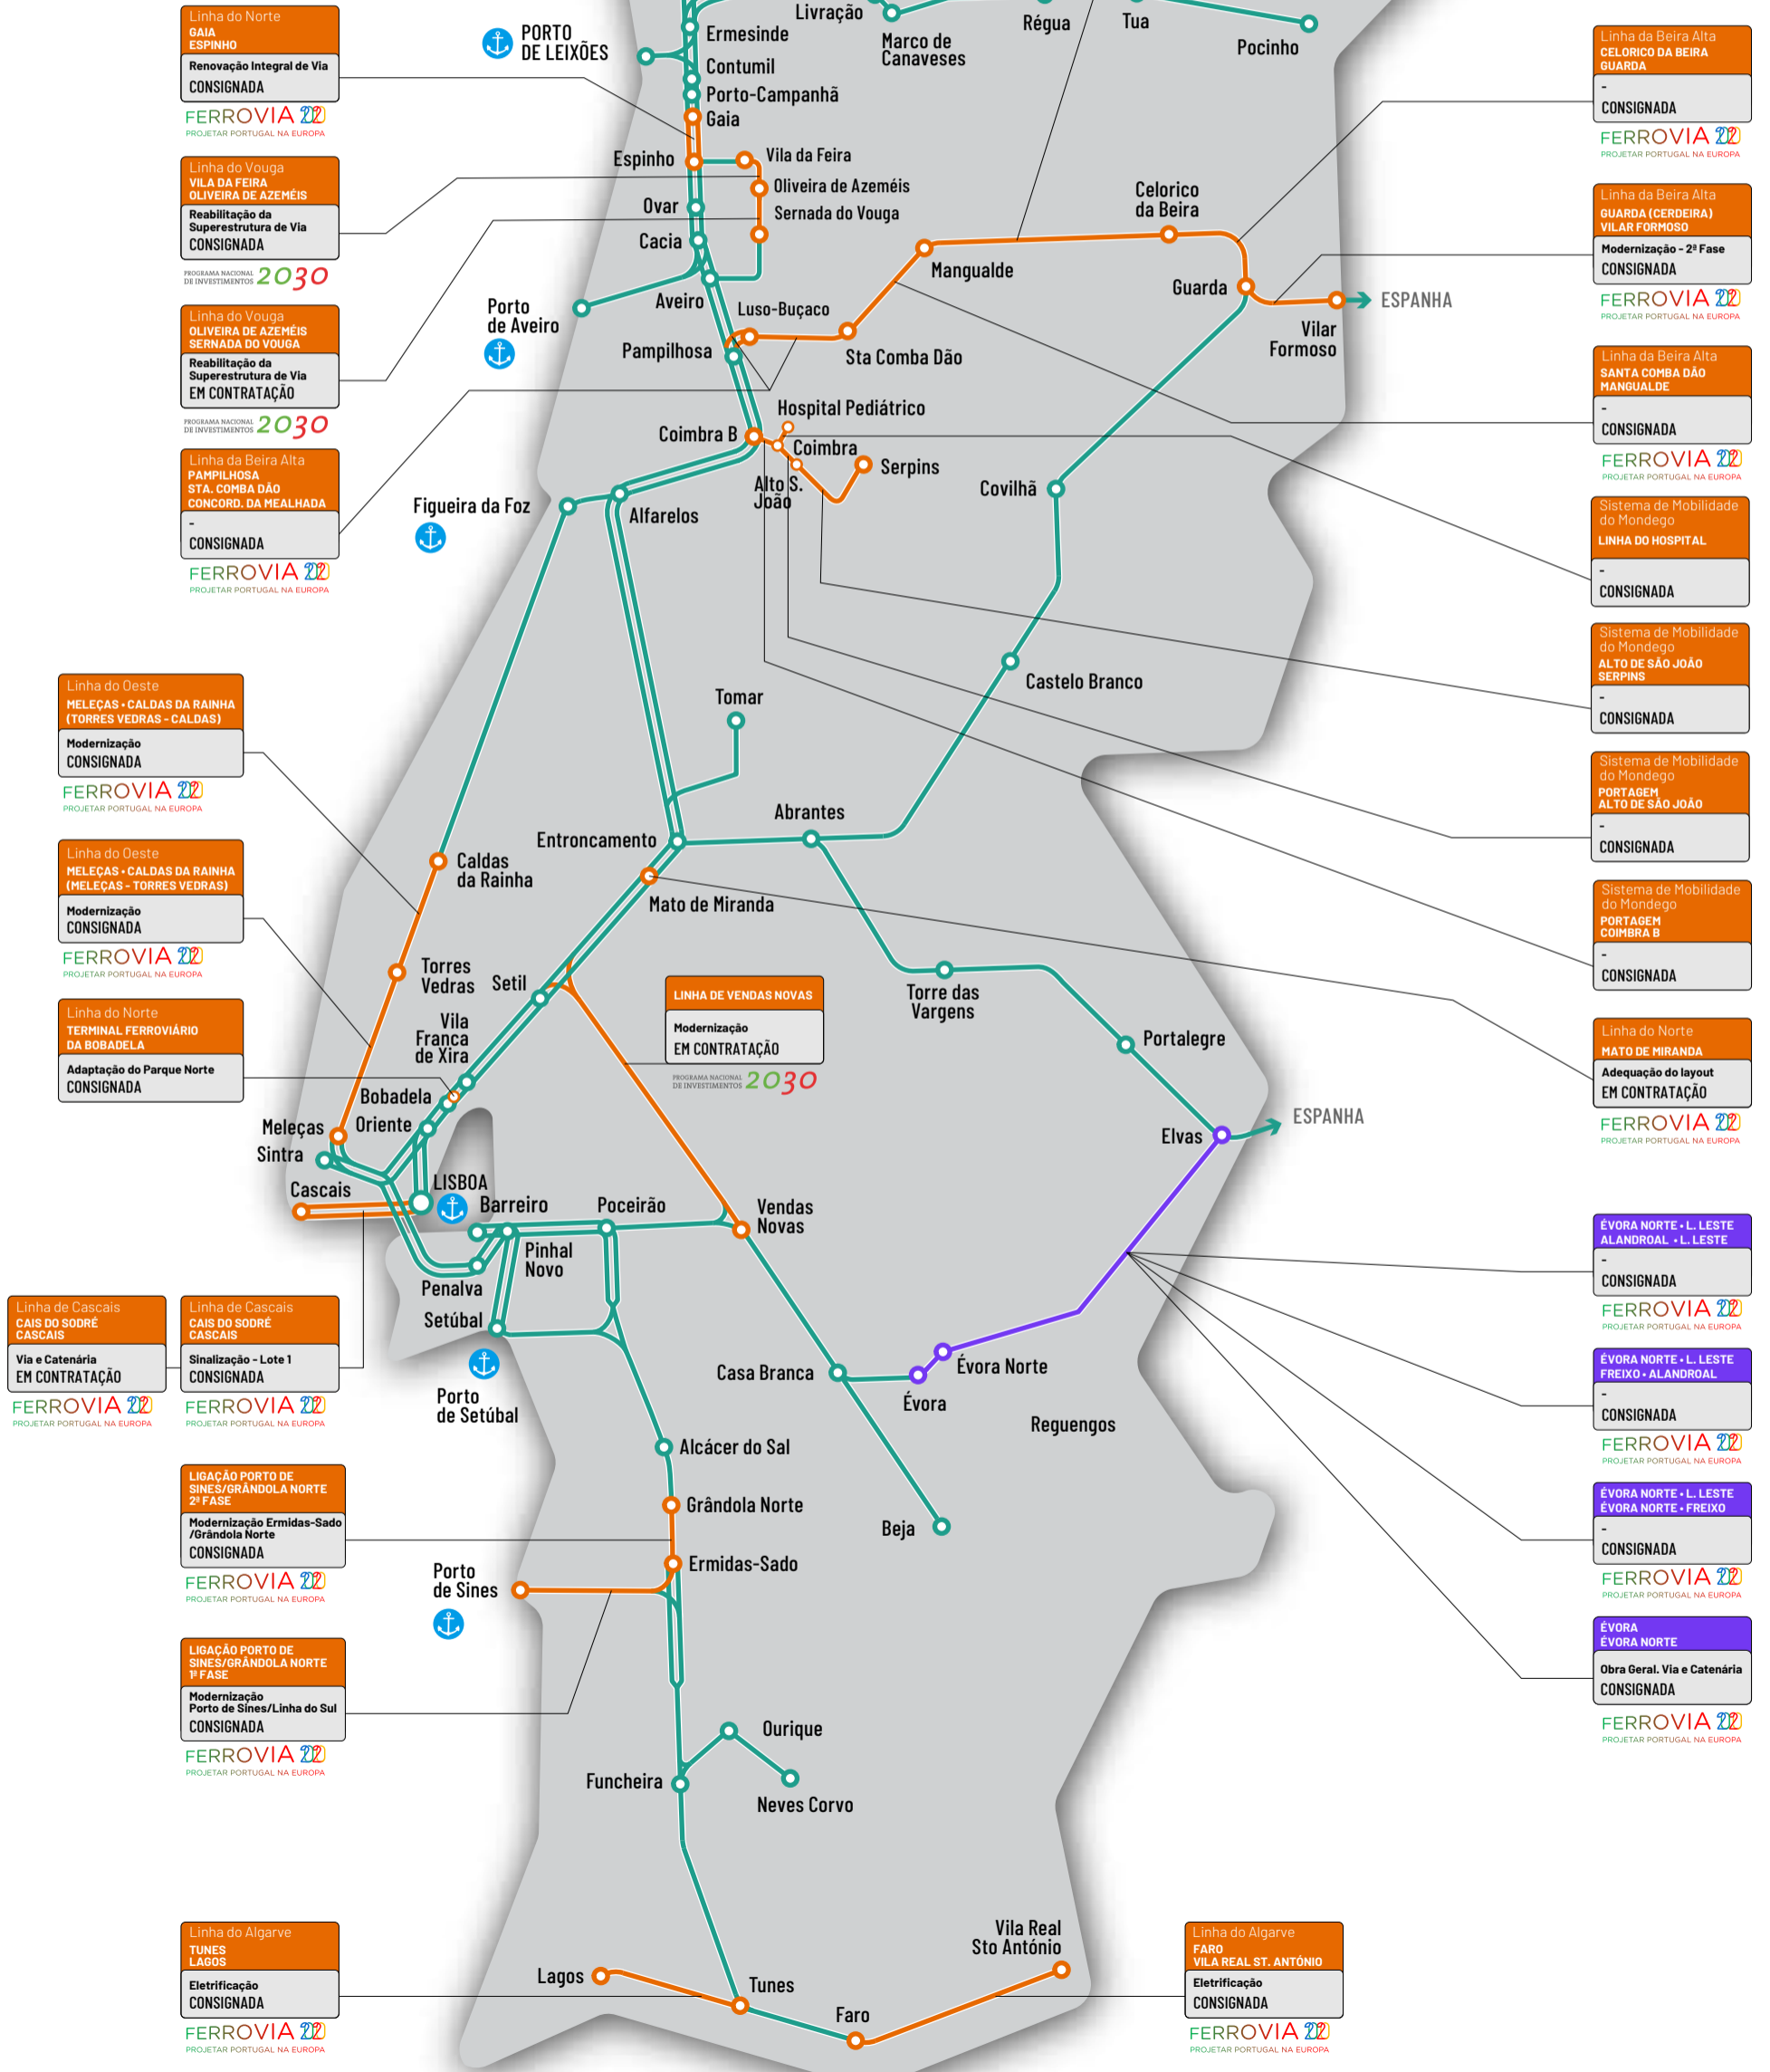 Linha do Norte
GAIA
ESPINHO
Renovação Integral de Via
CONSIGNADA
FERROVIA 2020
PROJETAR PORTUGAL NA EUROPA
Linha do Vouga
VILA DA FEIRA
OLIVEIRA DE AZEMÉIS
Reabilitação da
Superestrutura de Via
CONSIGNADA
PROGRAMA NACIONAL
DE INVESTIMENTOS 2030
Linha do Vouga
OLIVEIRA DE AZEMÉIS
SERNADA DO VOUGA
Reabilitação da
Superestrutura de Via
EM CONTRATAÇÃO
PROGRAMA NACIONAL
DE INVESTIMENTOS 2030
Linha da Beira Alta
PAMPILHOSA
STA. COMBA DÃO
CONCORD. DA MEALHADA
-
CONSIGNADA
FERROVIA 2020
PROJETAR PORTUGAL NA EUROPA
Linha do Oeste
MELEÇAS • CALDAS DA RAINHA
(TORRES VEDRAS - CALDAS)
Modernização
CONSIGNADA
FERROVIA 2020
PROJETAR PORTUGAL NA EUROPA
Linha do Oeste
MELEÇAS • CALDAS DA RAINHA
(MELEÇAS - TORRES VEDRAS)
Modernização
CONSIGNADA
FERROVIA 2020
PROJETAR PORTUGAL NA EUROPA
Linha do Norte
TERMINAL FERROVIÁRIO
DA BOBADELA
Adaptação do Parque Norte
CONSIGNADA
Linha de Cascais
CAIS DO SODRÉ
CASCAIS
Via e Catenária
EM CONTRATAÇÃO
FERROVIA 2020
PROJETAR PORTUGAL NA EUROPA
Linha de Cascais
CAIS DO SODRÉ
CASCAIS
Sinalização - Lote 1
CONSIGNADA
FERROVIA 2020
PROJETAR PORTUGAL NA EUROPA
LIGAÇÃO PORTO DE
SINES/GRÂNDOLA NORTE
2ª FASE
Modernização Ermidas-Sado
/Grândola Norte
CONSIGNADA
FERROVIA 2020
PROJETAR PORTUGAL NA EUROPA
LIGAÇÃO PORTO DE
SINES/GRÂNDOLA NORTE
1ª FASE
Modernização
Porto de Sines/Linha do Sul
CONSIGNADA
FERROVIA 2020
PROJETAR PORTUGAL NA EUROPA
Linha do Algarve
TUNES
LAGOS
Eletrificação
CONSIGNADA
FERROVIA 2020
PROJETAR PORTUGAL NA EUROPA
PORTO
DE LEIXÕES
Livração
Marco de
Canaveses
Régua
Tua
Pocinho
Ermesinde
Contumil
Porto-Campanhã
Gaia
Espinho
Vila da Feira
Oliveira de Azeméis
Sernada do Vouga
Ovar
Cacia
Aveiro
Porto
de Aveiro
Celorico
da Beira
Mangualde
Guarda
ESPANHA
Vilar
Formoso
Luso-Buçaco
Pampilhosa
Sta Comba Dão
Hospital Pediátrico
Coimbra B
Coimbra
Serpins
Alto S.
João
Covilhã
Figueira da Foz
Alfarelos
Castelo Branco
Tomar
Abrantes
Entroncamento
Caldas
da Rainha
Mato de Miranda
Torres
Vedras
Setil
Torre das
Vargens
LINHA DE VENDAS NOVAS
Modernização
EM CONTRATAÇÃO
PROGRAMA NACIONAL
DE INVESTIMENTOS 2030
Vila
Franca
de Xira
Portalegre
Bobadela
Oriente
Meleças
Sintra
Elvas
ESPANHA
LISBOA
Cascais
Barreiro
Poceirão
Vendas
Novas
Pinhal
Novo
Penalva
Setúbal
Porto
de Setúbal
Casa Branca
Évora Norte
Évora
Reguengos
Alcácer do Sal
Grândola Norte
Beja
Ermidas-Sado
Porto
de Sines
Ourique
Funcheira
Neves Corvo
Vila Real
Sto António
Lagos
Tunes
Faro
Linha da Beira Alta
CELORICO DA BEIRA
GUARDA
-
CONSIGNADA
FERROVIA 2020
PROJETAR PORTUGAL NA EUROPA
Linha da Beira Alta
GUARDA (CERDEIRA)
VILAR FORMOSO
Modernização - 2ª Fase
CONSIGNADA
FERROVIA 2020
PROJETAR PORTUGAL NA EUROPA
Linha da Beira Alta
SANTA COMBA DÃO
MANGUALDE
-
CONSIGNADA
FERROVIA 2020
PROJETAR PORTUGAL NA EUROPA
Sistema de Mobilidade
do Mondego
LINHA DO HOSPITAL
-
CONSIGNADA
Sistema de Mobilidade
do Mondego
ALTO DE SÃO JOÃO
SERPINS
-
CONSIGNADA
Sistema de Mobilidade
do Mondego
PORTAGEM
ALTO DE SÃO JOÃO
-
CONSIGNADA
Sistema de Mobilidade
do Mondego
PORTAGEM
COIMBRA B
-
CONSIGNADA
Linha do Norte
MATO DE MIRANDA
Adequação do layout
EM CONTRATAÇÃO
FERROVIA 2020
PROJETAR PORTUGAL NA EUROPA
ÉVORA NORTE • L. LESTE
ALANDROAL • L. LESTE
-
CONSIGNADA
FERROVIA 2020
PROJETAR PORTUGAL NA EUROPA
ÉVORA NORTE • L. LESTE
FREIXO • ALANDROAL
-
CONSIGNADA
FERROVIA 2020
PROJETAR PORTUGAL NA EUROPA
ÉVORA NORTE • L. LESTE
ÉVORA NORTE • FREIXO
-
CONSIGNADA
FERROVIA 2020
PROJETAR PORTUGAL NA EUROPA
ÉVORA
ÉVORA NORTE
Obra Geral. Via e Catenária
CONSIGNADA
FERROVIA 2020
PROJETAR PORTUGAL NA EUROPA
Linha do Algarve
FARO
VILA REAL ST. ANTÓNIO
Eletrificação
CONSIGNADA
FERROVIA 2020
PROJETAR PORTUGAL NA EUROPA